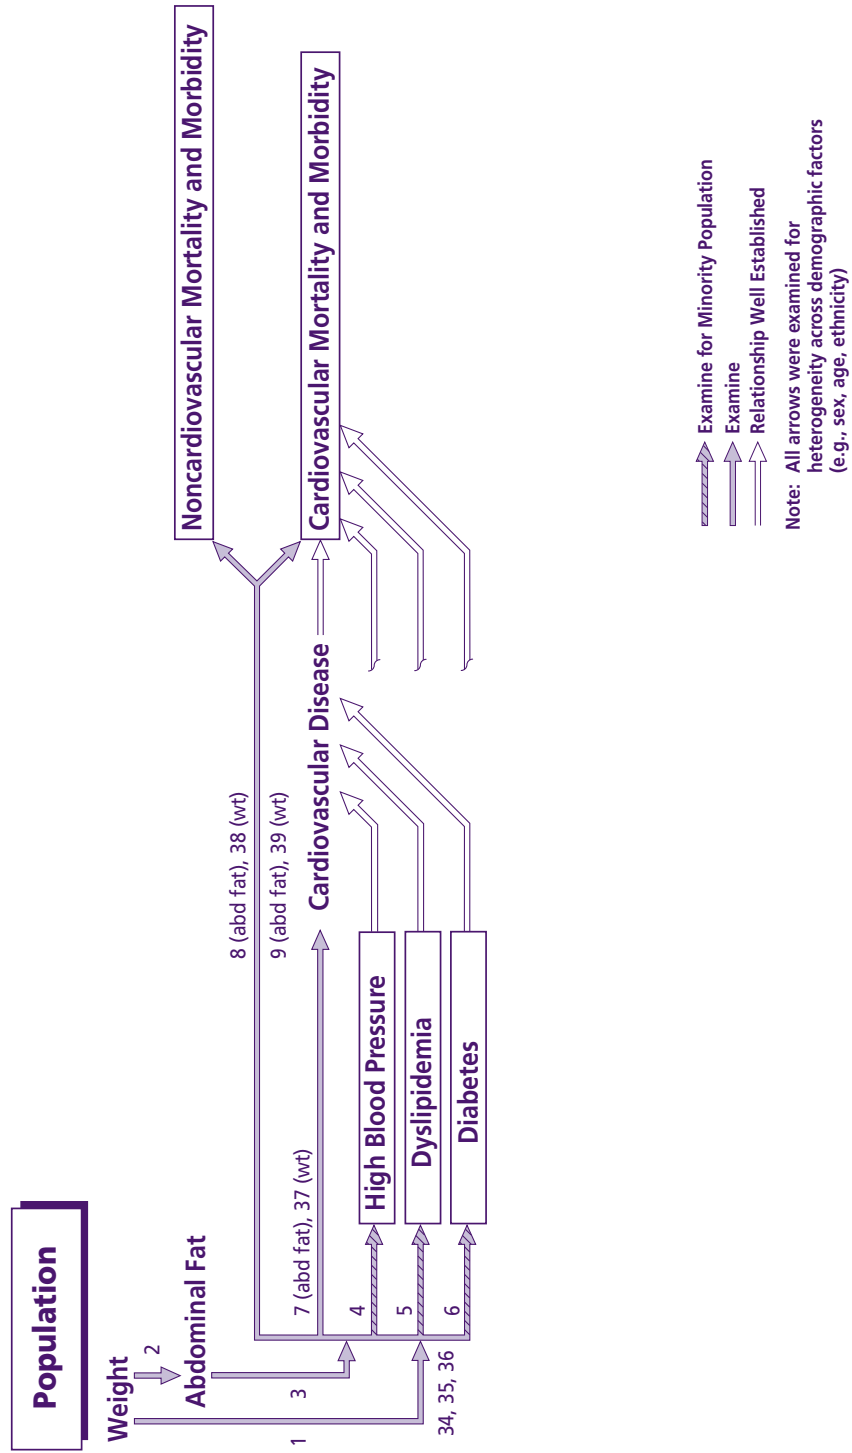 Population
Weight
2
Abdominal Fat
1
3
34, 35, 36
8 (abd fat), 38 (wt)
9 (abd fat), 39 (wt)
7 (abd fat), 37 (wt)
4
5
6
High Blood Pressure
Dyslipidemia
Diabetes
Cardiovascular Disease
Noncardiovascular Mortality and Morbidity
Cardiovascular Mortality and Morbidity
Examine for Minority Population
Examine
Relationship Well Established
Note: All arrows were examined for
heterogeneity across demographic factors
(e.g., sex, age, ethnicity)